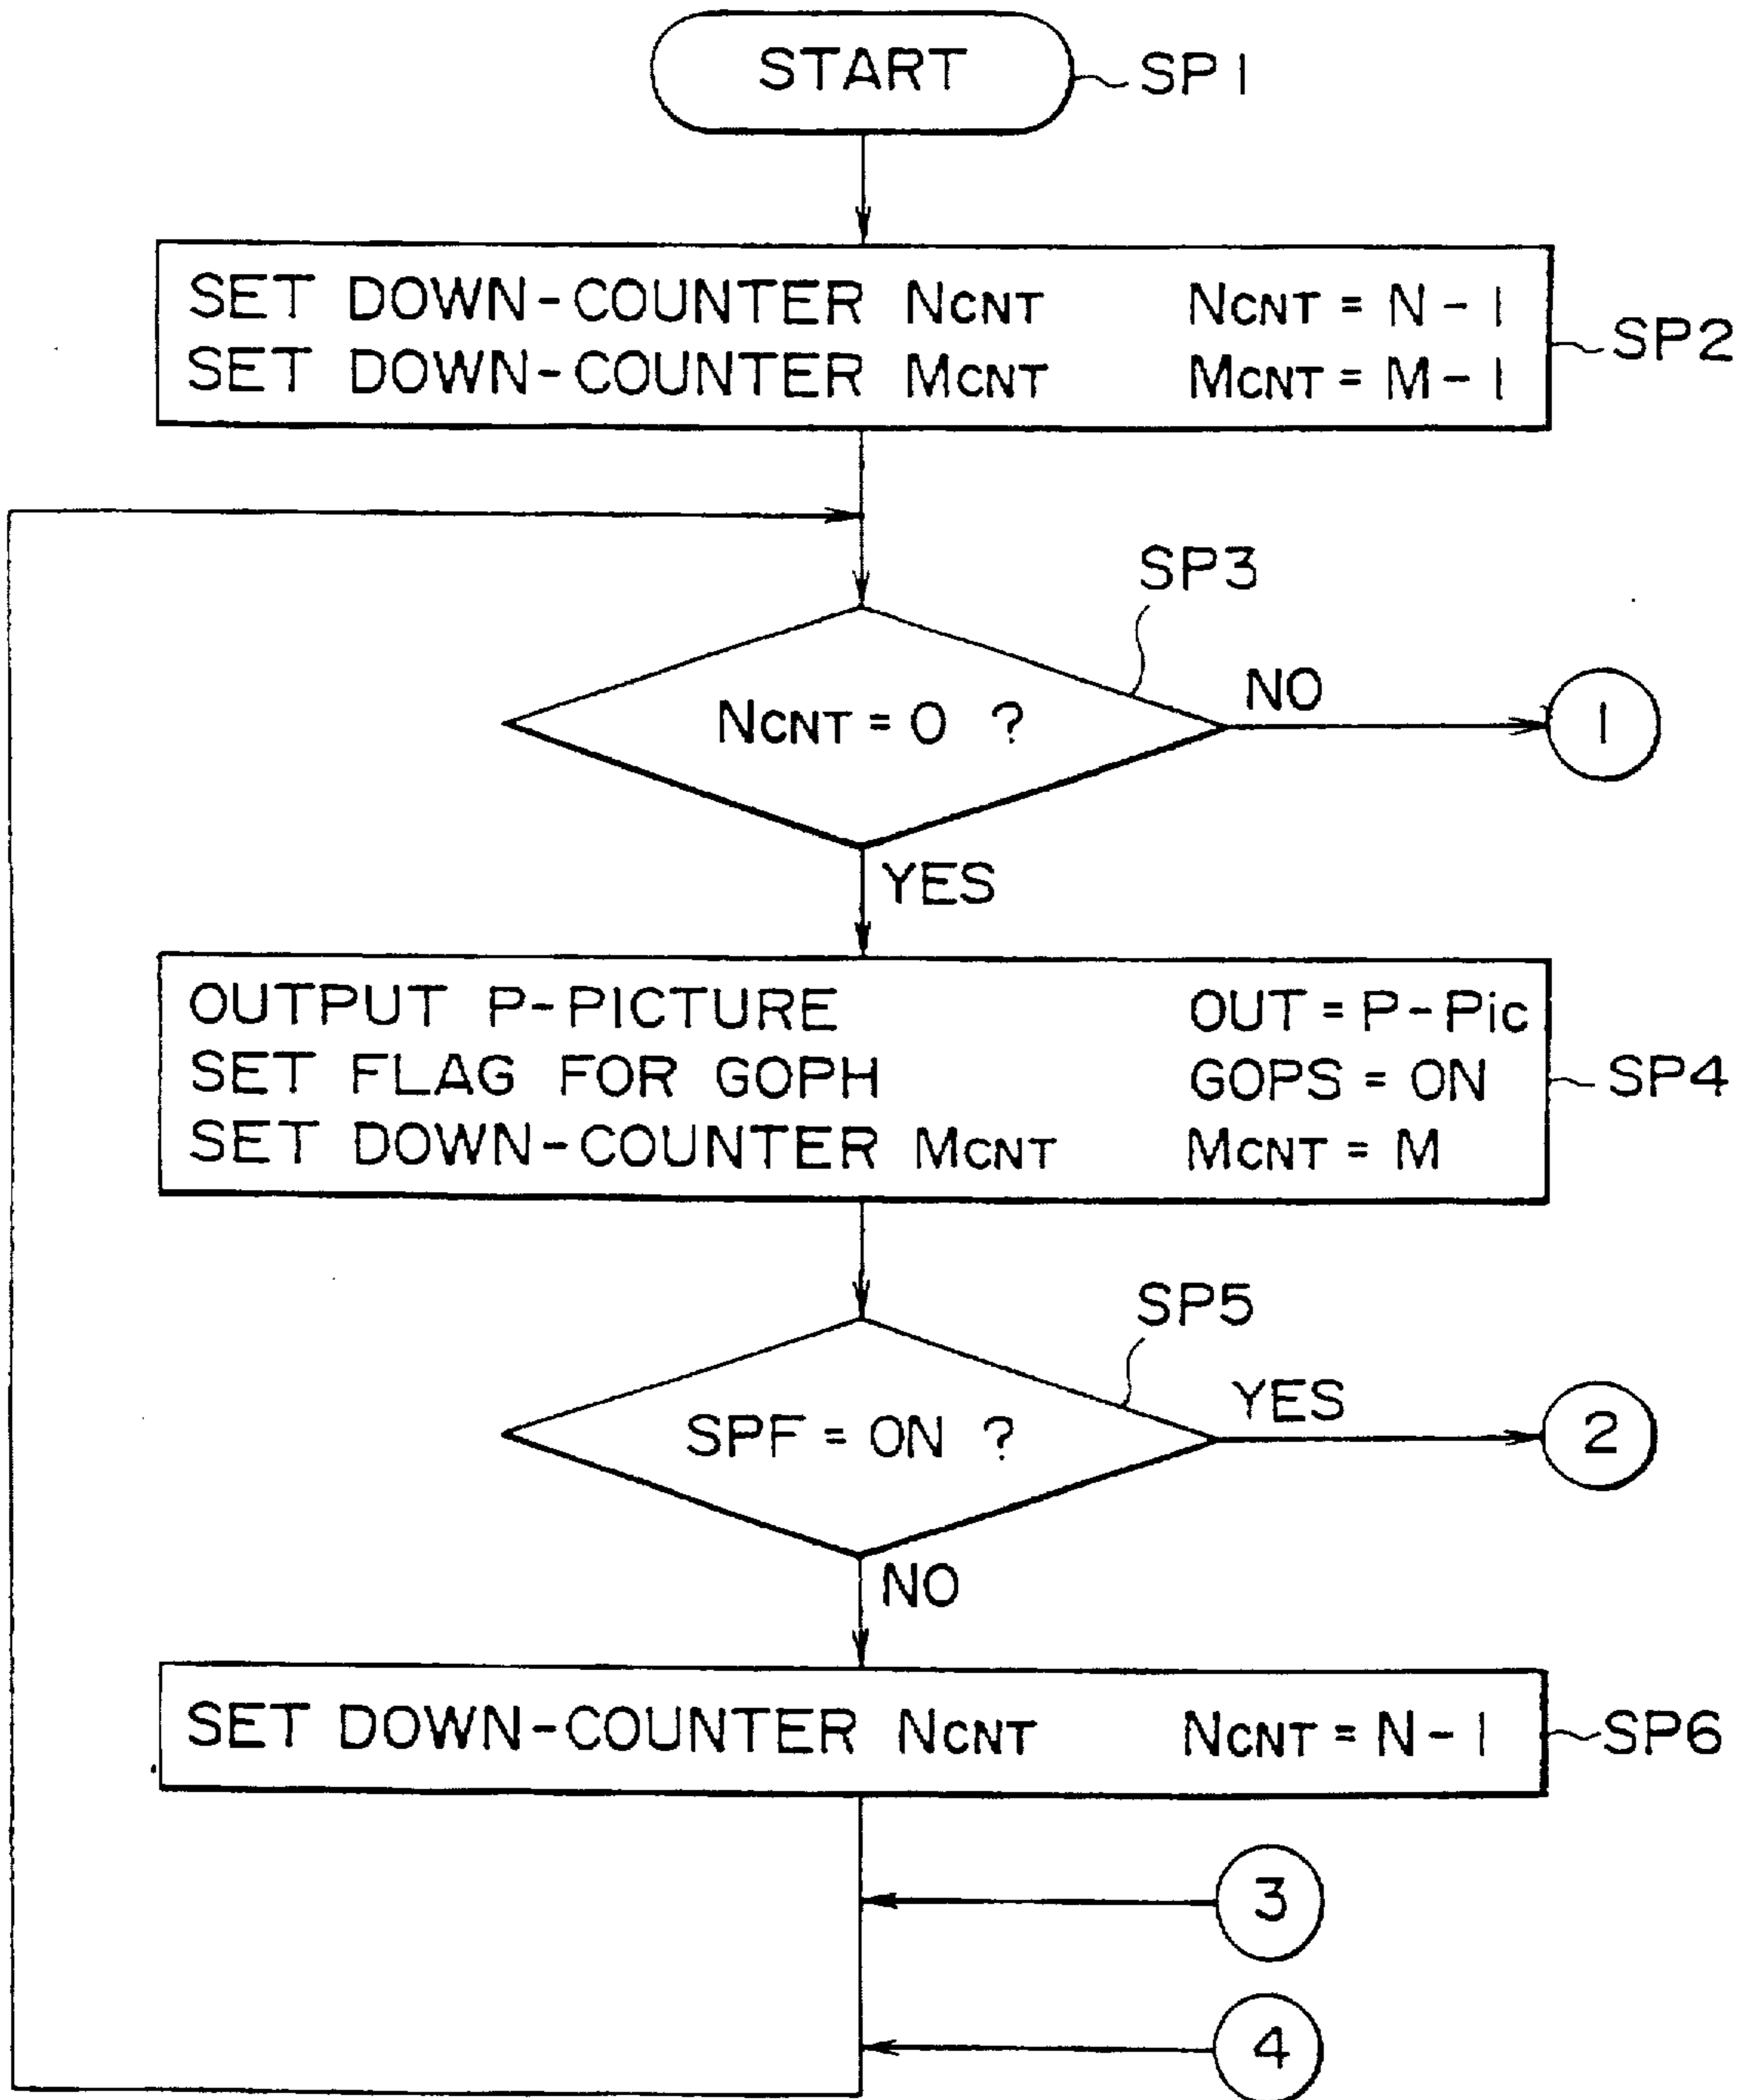 START
SP1
SET DOWN-COUNTER NCNT NCNT = N-1
SET DOWN-COUNTER MCNT MCNT = M-1
SP2
SP3
NCNT = 0 ?
NO
1
YES
OUTPUT P-PICTURE OUT = P-Pic
SET FLAG FOR GOPH GOPS = ON
SET DOWN-COUNTER MCNT MCNT = M
SP4
SP5
SPF = ON ?
YES
2
NO
SET DOWN-COUNTER NCNT NCNT = N-1
SP6
3
4